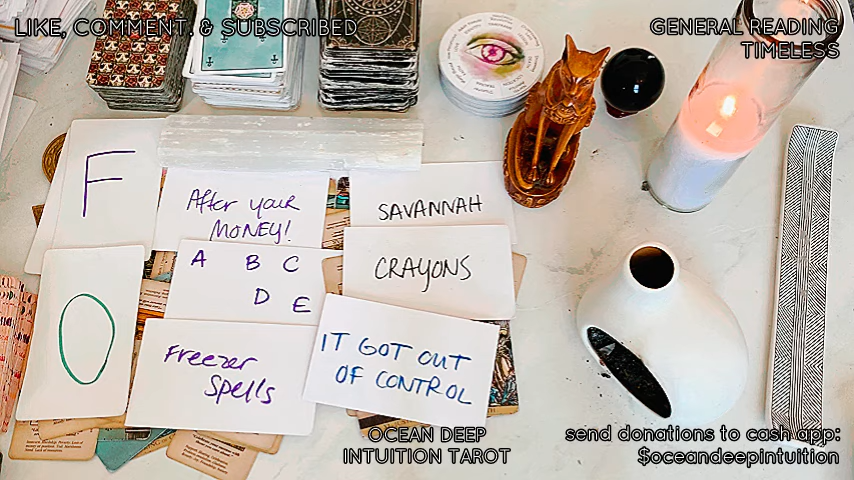 LIKE, COMMENT. & SUBSCRIBED
GENERAL READING
TIMELESS
F
After your
MONEY!
SAVANNAH
A B C
D E
CRAYONS
O
Freezer
Spells
IT GOT OUT
OF CONTROL
OCEAN DEEP
INTUITION TAROT
send donations to cash app:
$oceandeepintuition